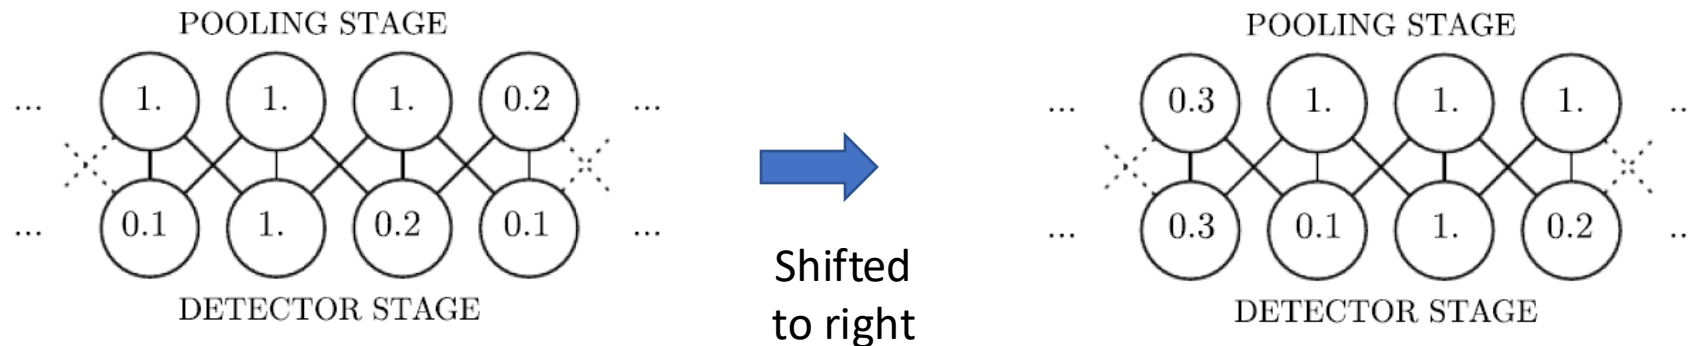 POOLING STAGE
... 1. 1. 1. 0.2 ...
... 0.1 1. 0.2 0.1 ...
DETECTOR STAGE
Shifted
to right
POOLING STAGE
... 0.3 1. 1. 1. ..
... 0.3 0.1 1. 0.2 ..
DETECTOR STAGE